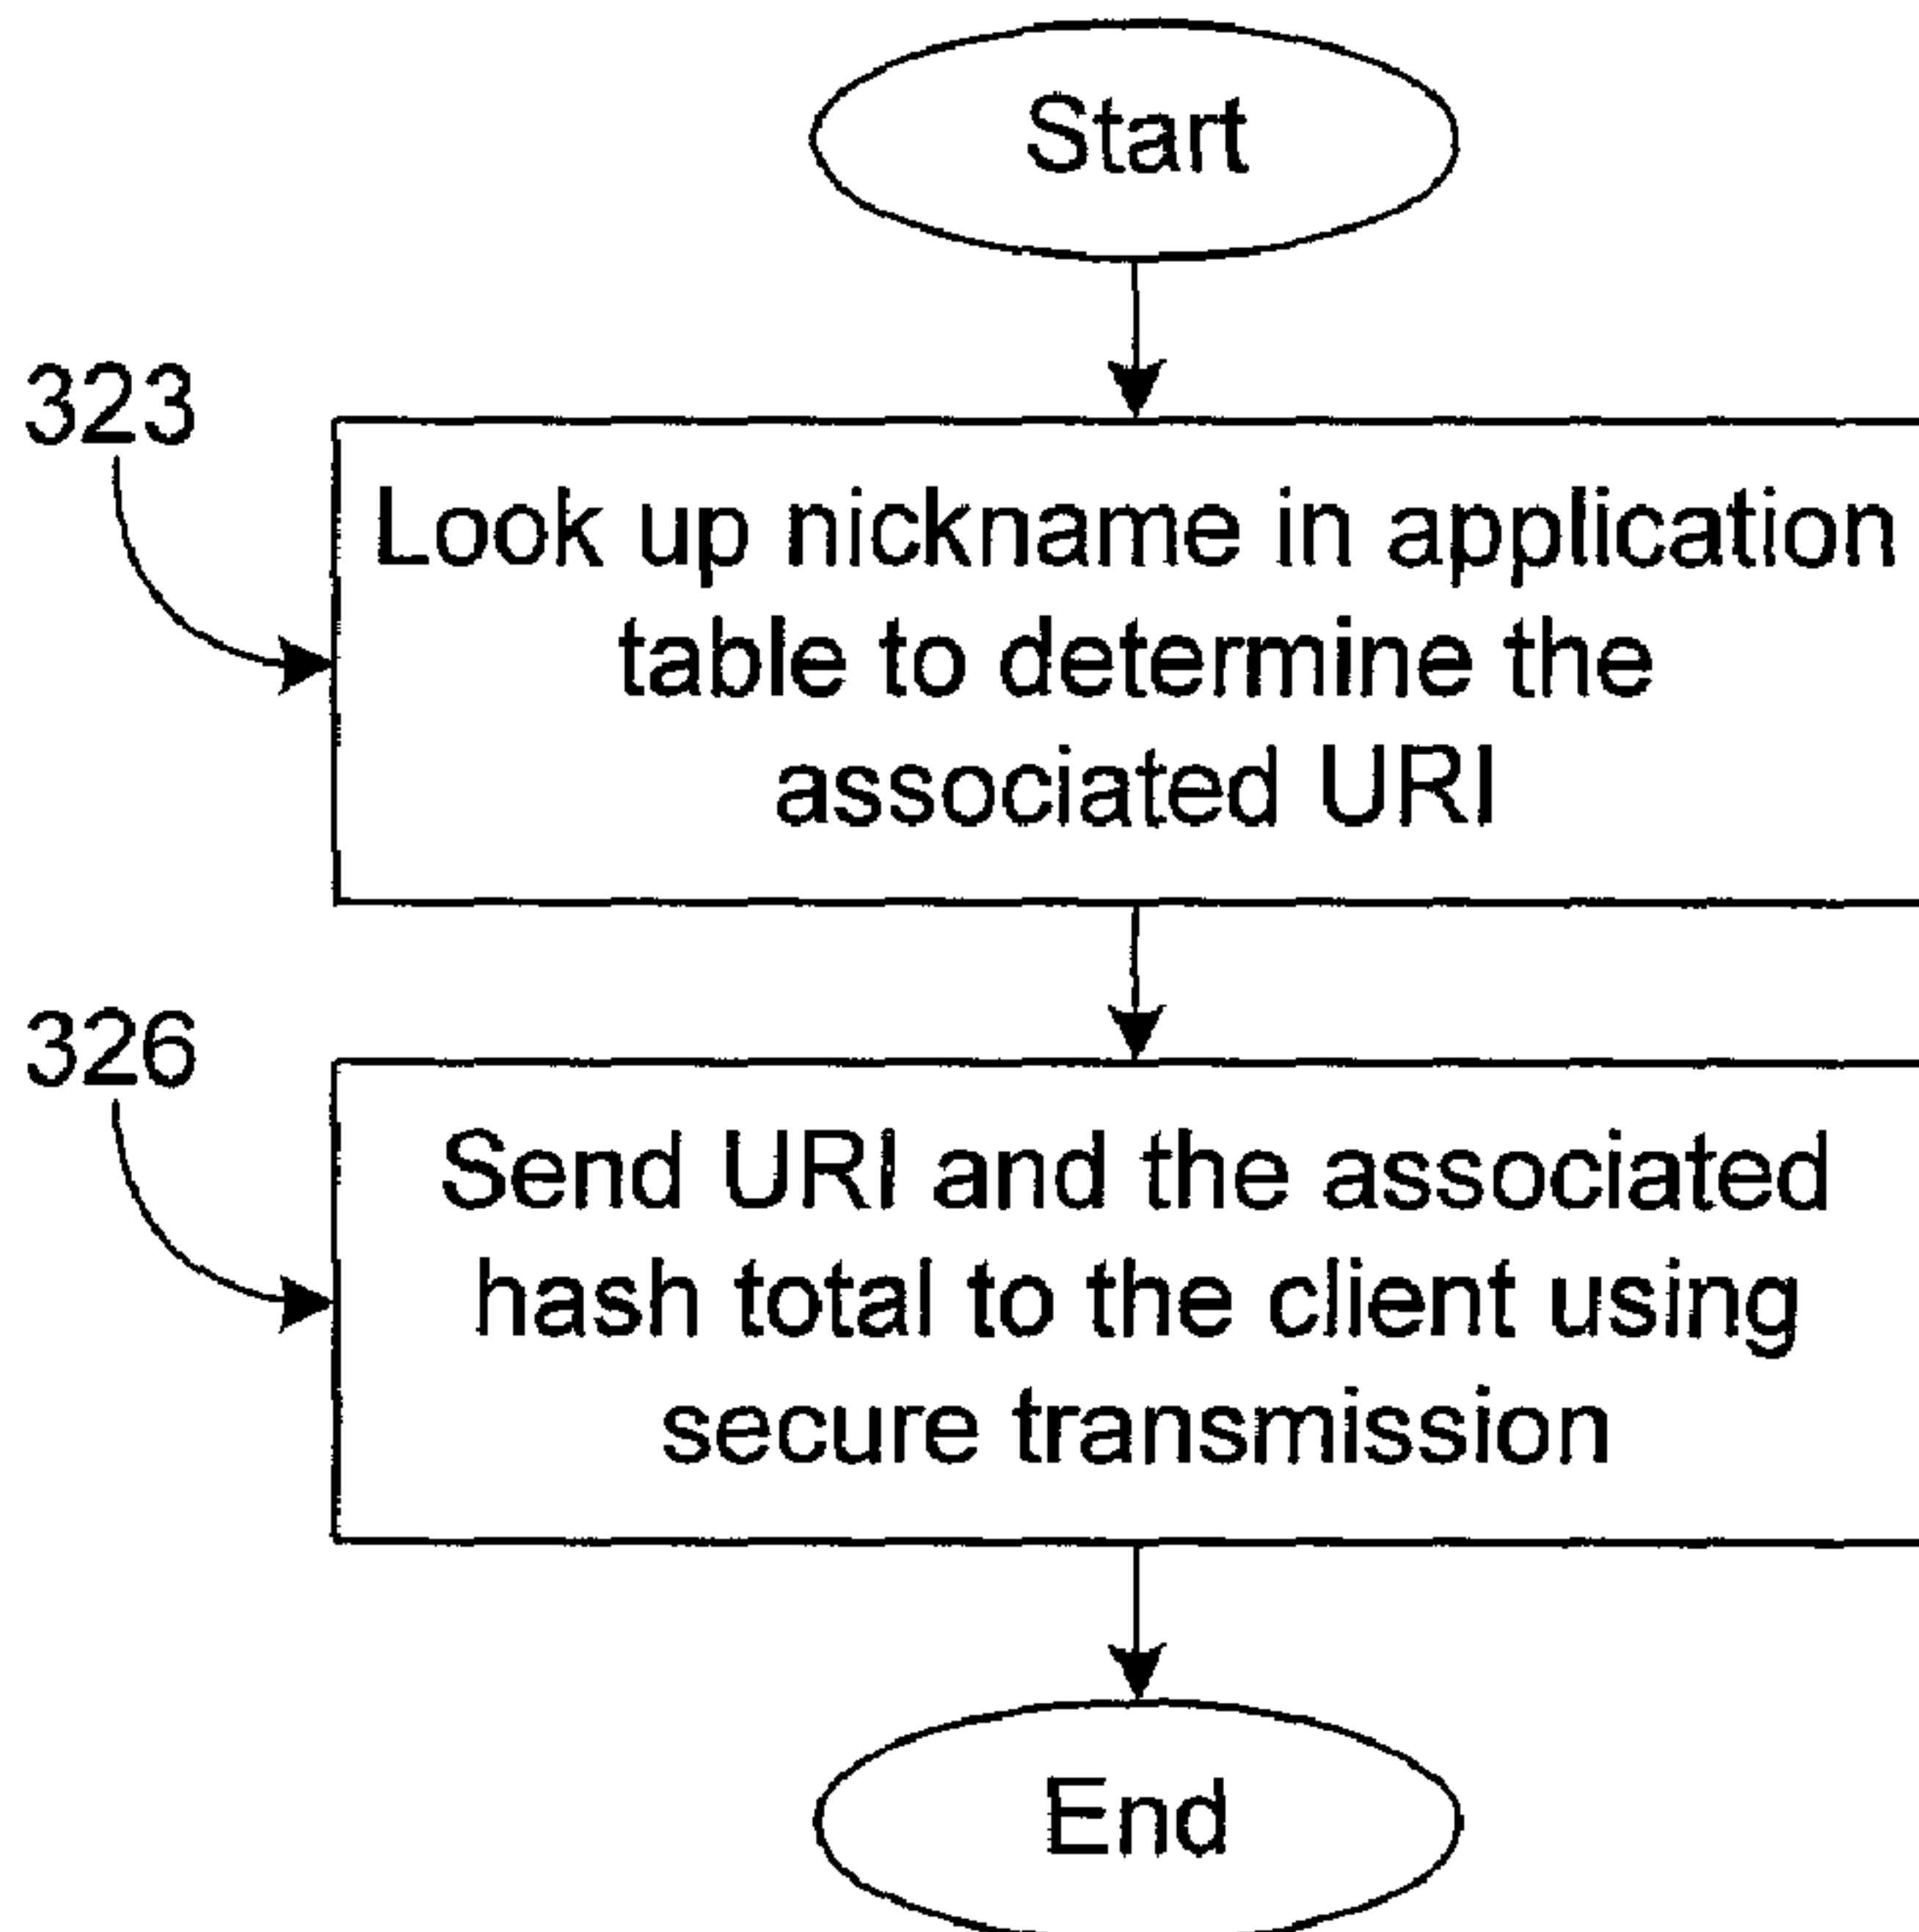 Start
323
Look up nickname in application
table to determine the
associated URI
326
Send URI and the associated
hash total to the client using
secure transmission
End